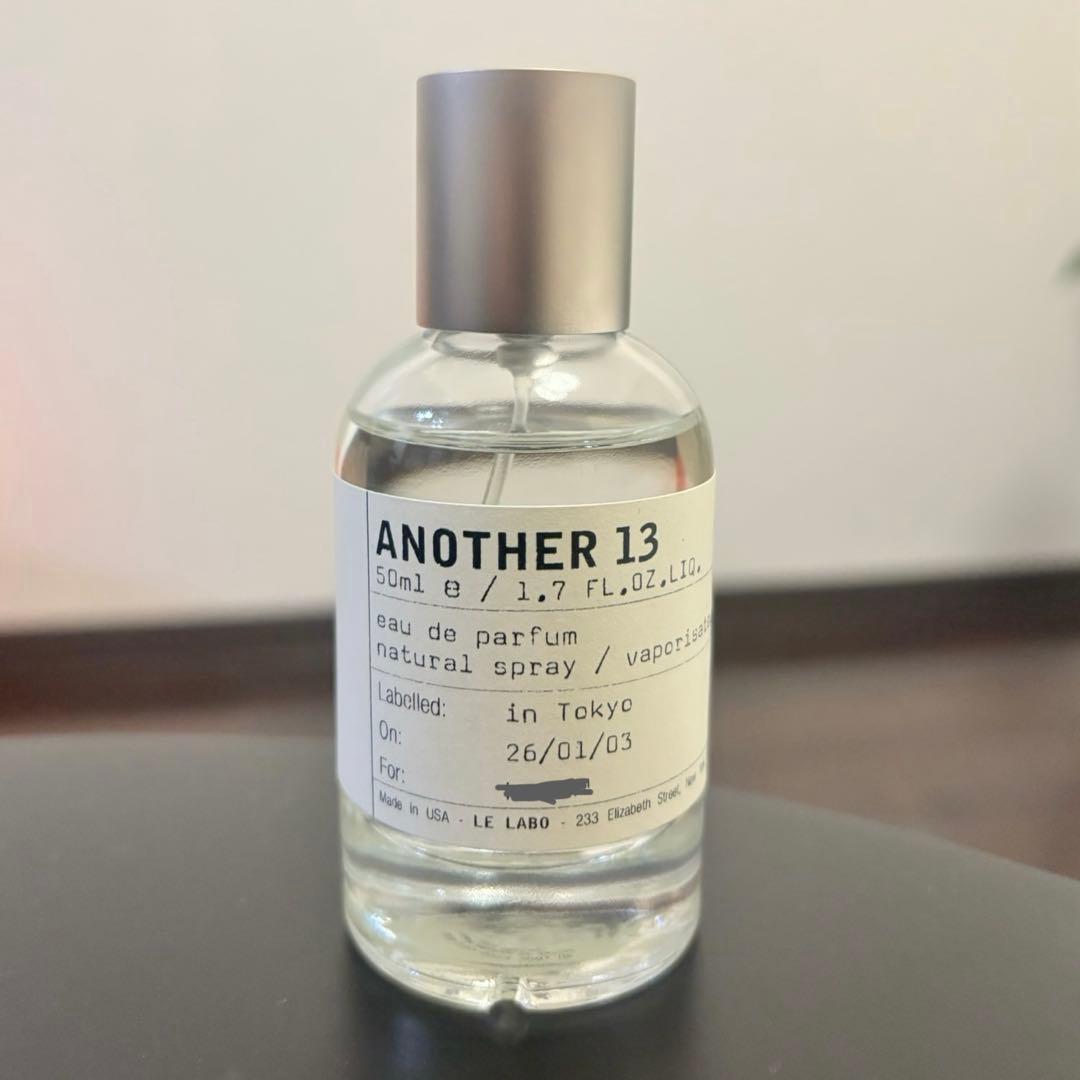 ANOTHER 13
50ml e / 1.7 FL.OZ.LIQ.
eau de parfum
natural spray /
Labelled: in Tokyo
On: 26/01/03
For:
Made in USA - LE LABO - 233 Elizabeth Street, New